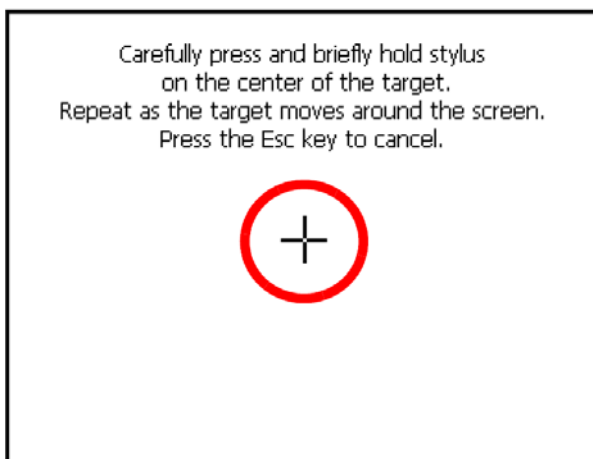 Carefully press and briefly hold stylus
on the center of the target.
Repeat as the target moves around the screen.
Press the Esc key to cancel.